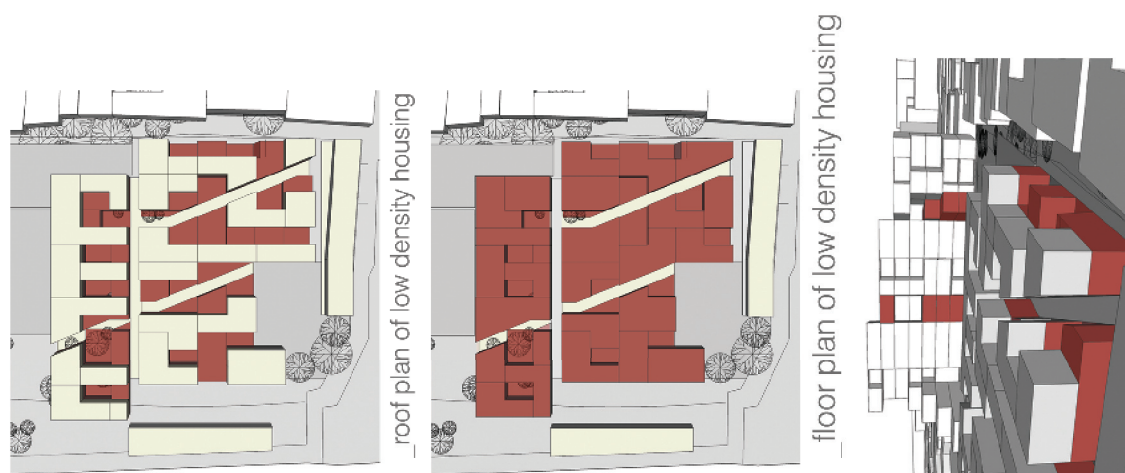 _roof plan of low density housing
_floor plan of low density housing